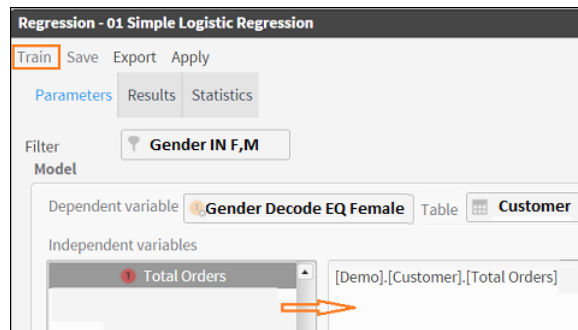 Regression - 01 Simple Logistic Regression
Train Save Export Apply
Parameters Results Statistics
Filter Gender IN F,M
Model
Dependent variable Gender Decode EQ Female Table Customer
Independent variables
1 Total Orders [Demo].[Customer].[Total Orders]